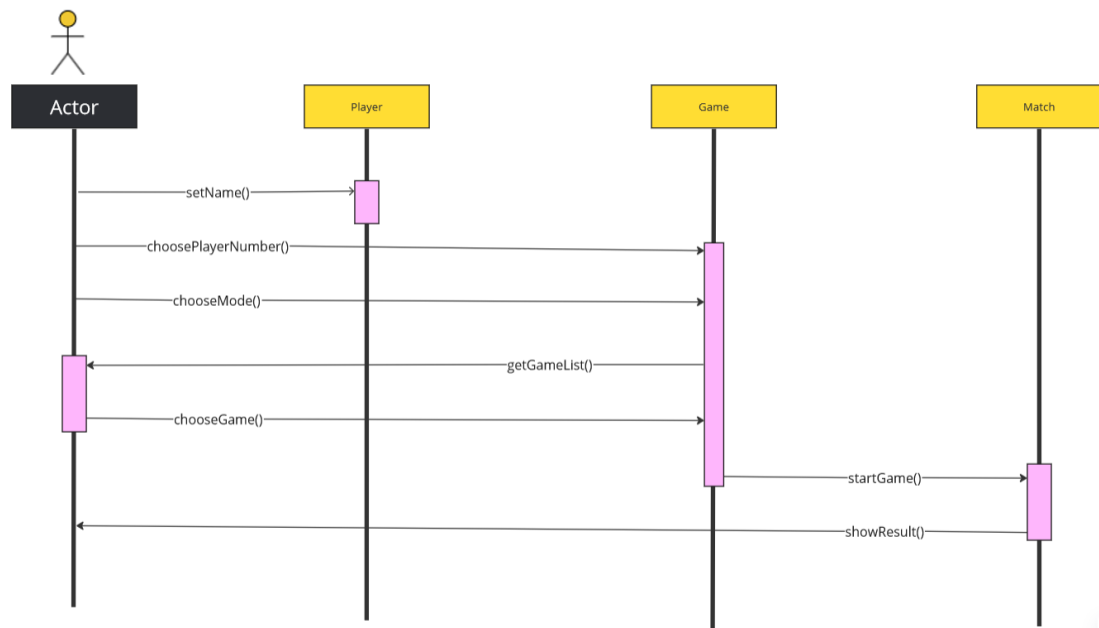 Actor
Player
Game
Match
setName()
choosePlayerNumber()
chooseMode()
getGameList()
chooseGame()
startGame()
showResult()